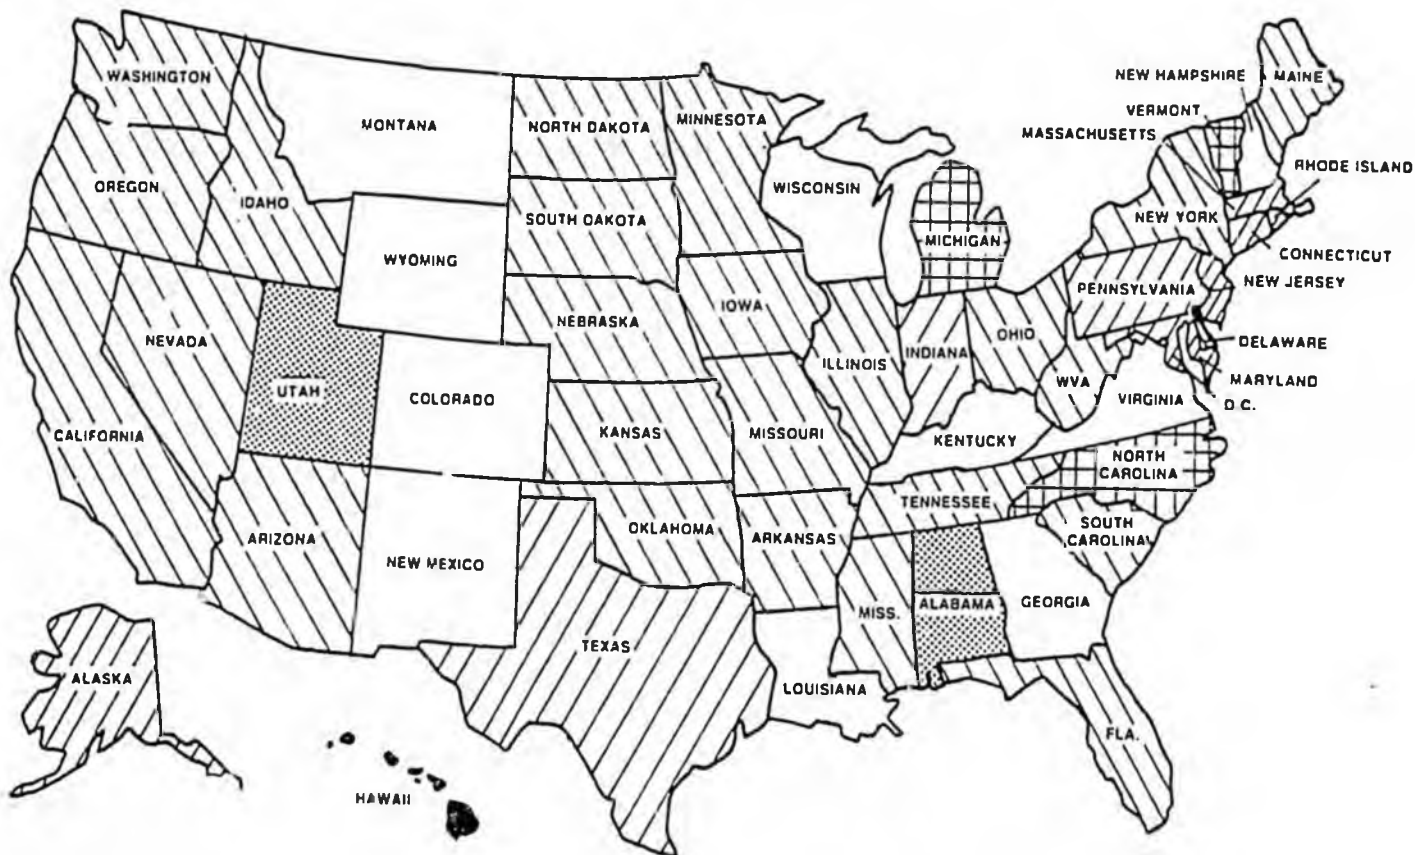 WASHINGTON
MONTANA
NORTH DAKOTA
MINNESOTA
NEW HAMPSHIRE
MAINE
VERMONT
MASSACHUSETTS
RHODE ISLAND
OREGON
IDAHO
WISCONSIN
SOUTH DAKOTA
NEW YORK
MICHIGAN
CONNECTICUT
WYOMING
NEW JERSEY
PENNSYLVANIA
IOWA
NEBRASKA
NEVADA
OHIO
DELAWARE
ILLINOIS
INDIANA
WVA
MARYLAND
UTAH
COLORADO
VIRGINIA
D.C.
CALIFORNIA
KANSAS
MISSOURI
KENTUCKY
NORTH
CAROLINA
TENNESSEE
ARIZONA
OKLAHOMA
ARKANSAS
SOUTH
CAROLINA
NEW MEXICO
MISS.
ALABAMA
GEORGIA
TEXAS
ALASKA
LOUISIANA
FLA.
HAWAII